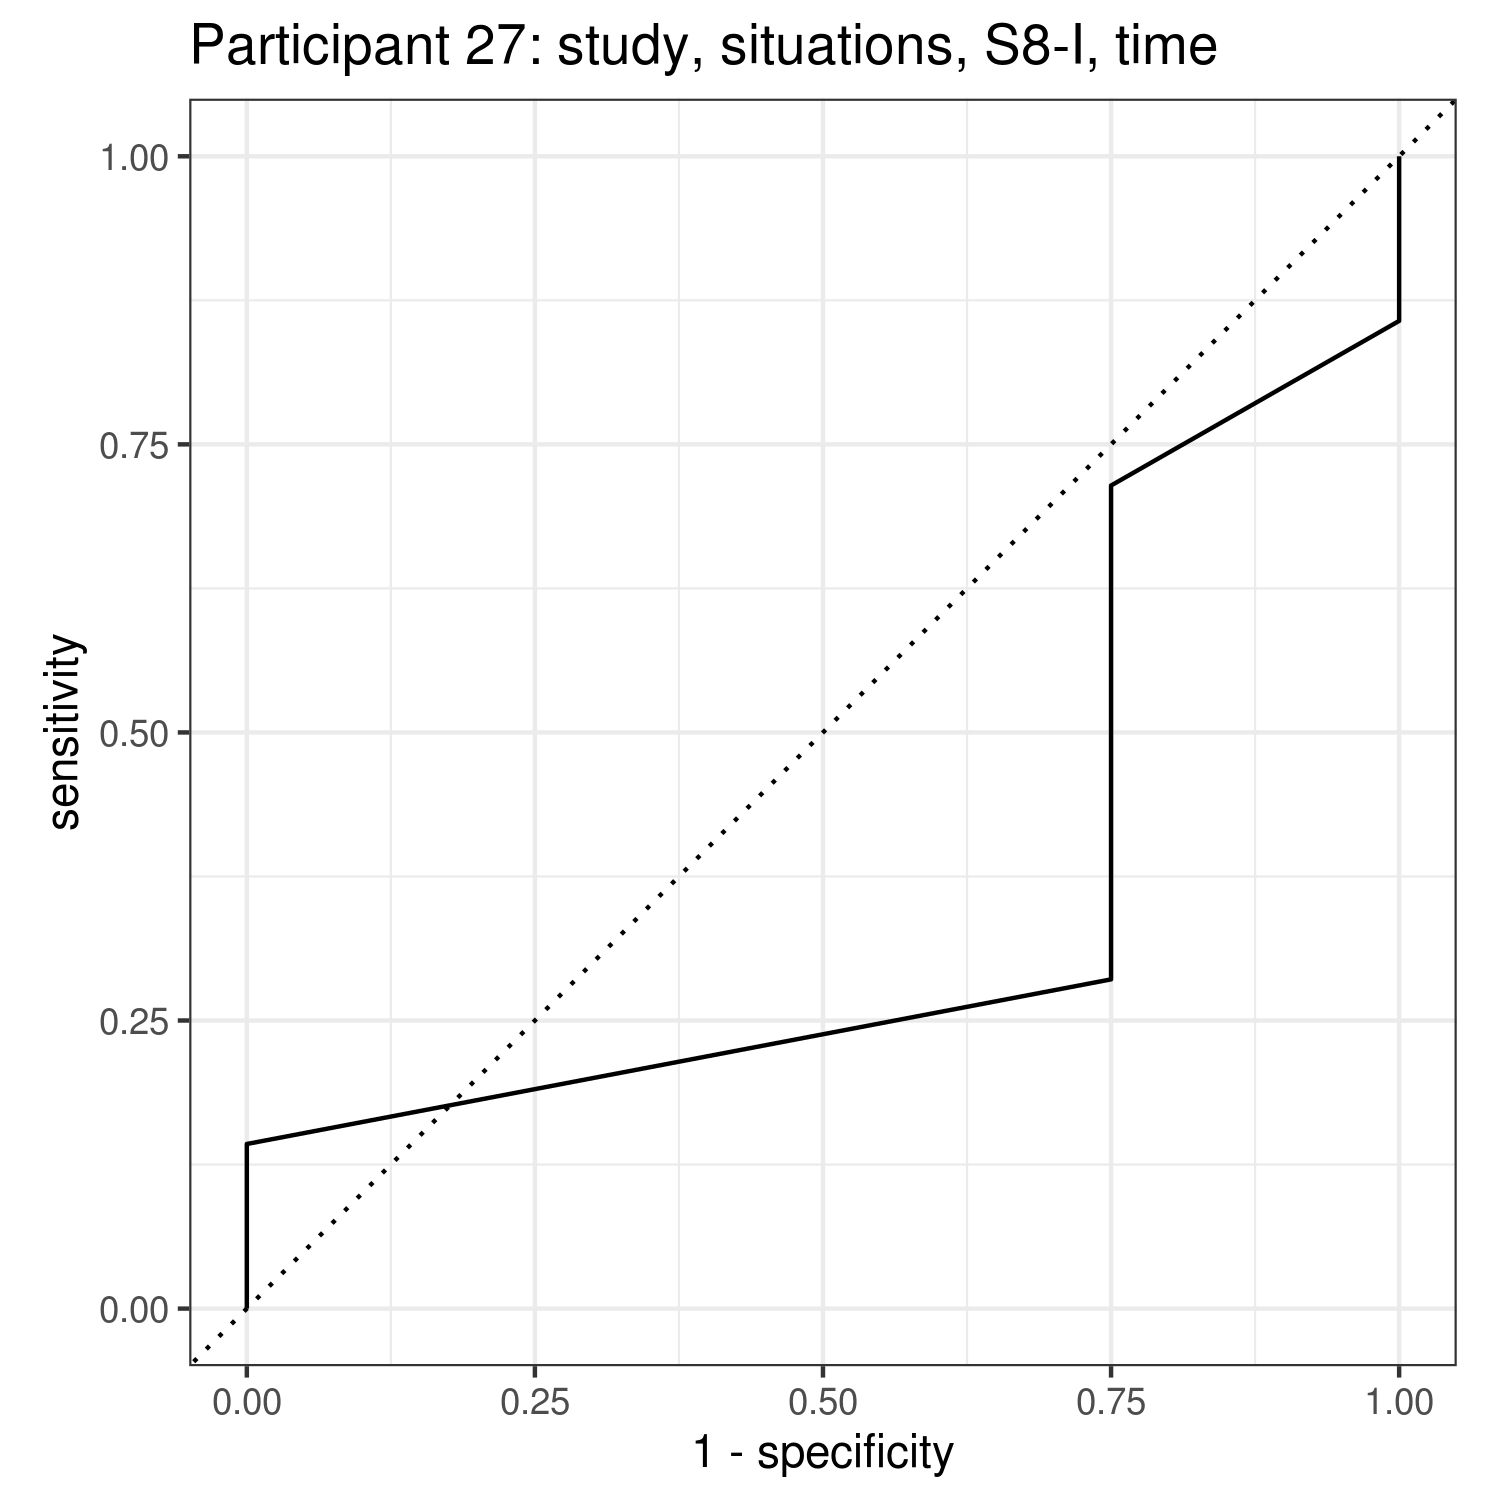 Participant 27: study, situations, S8-I, time
1.00
0.75
0.50
0.25
0.00
sensitivity
0.00 0.25 0.50 0.75 1.00
1 - specificity